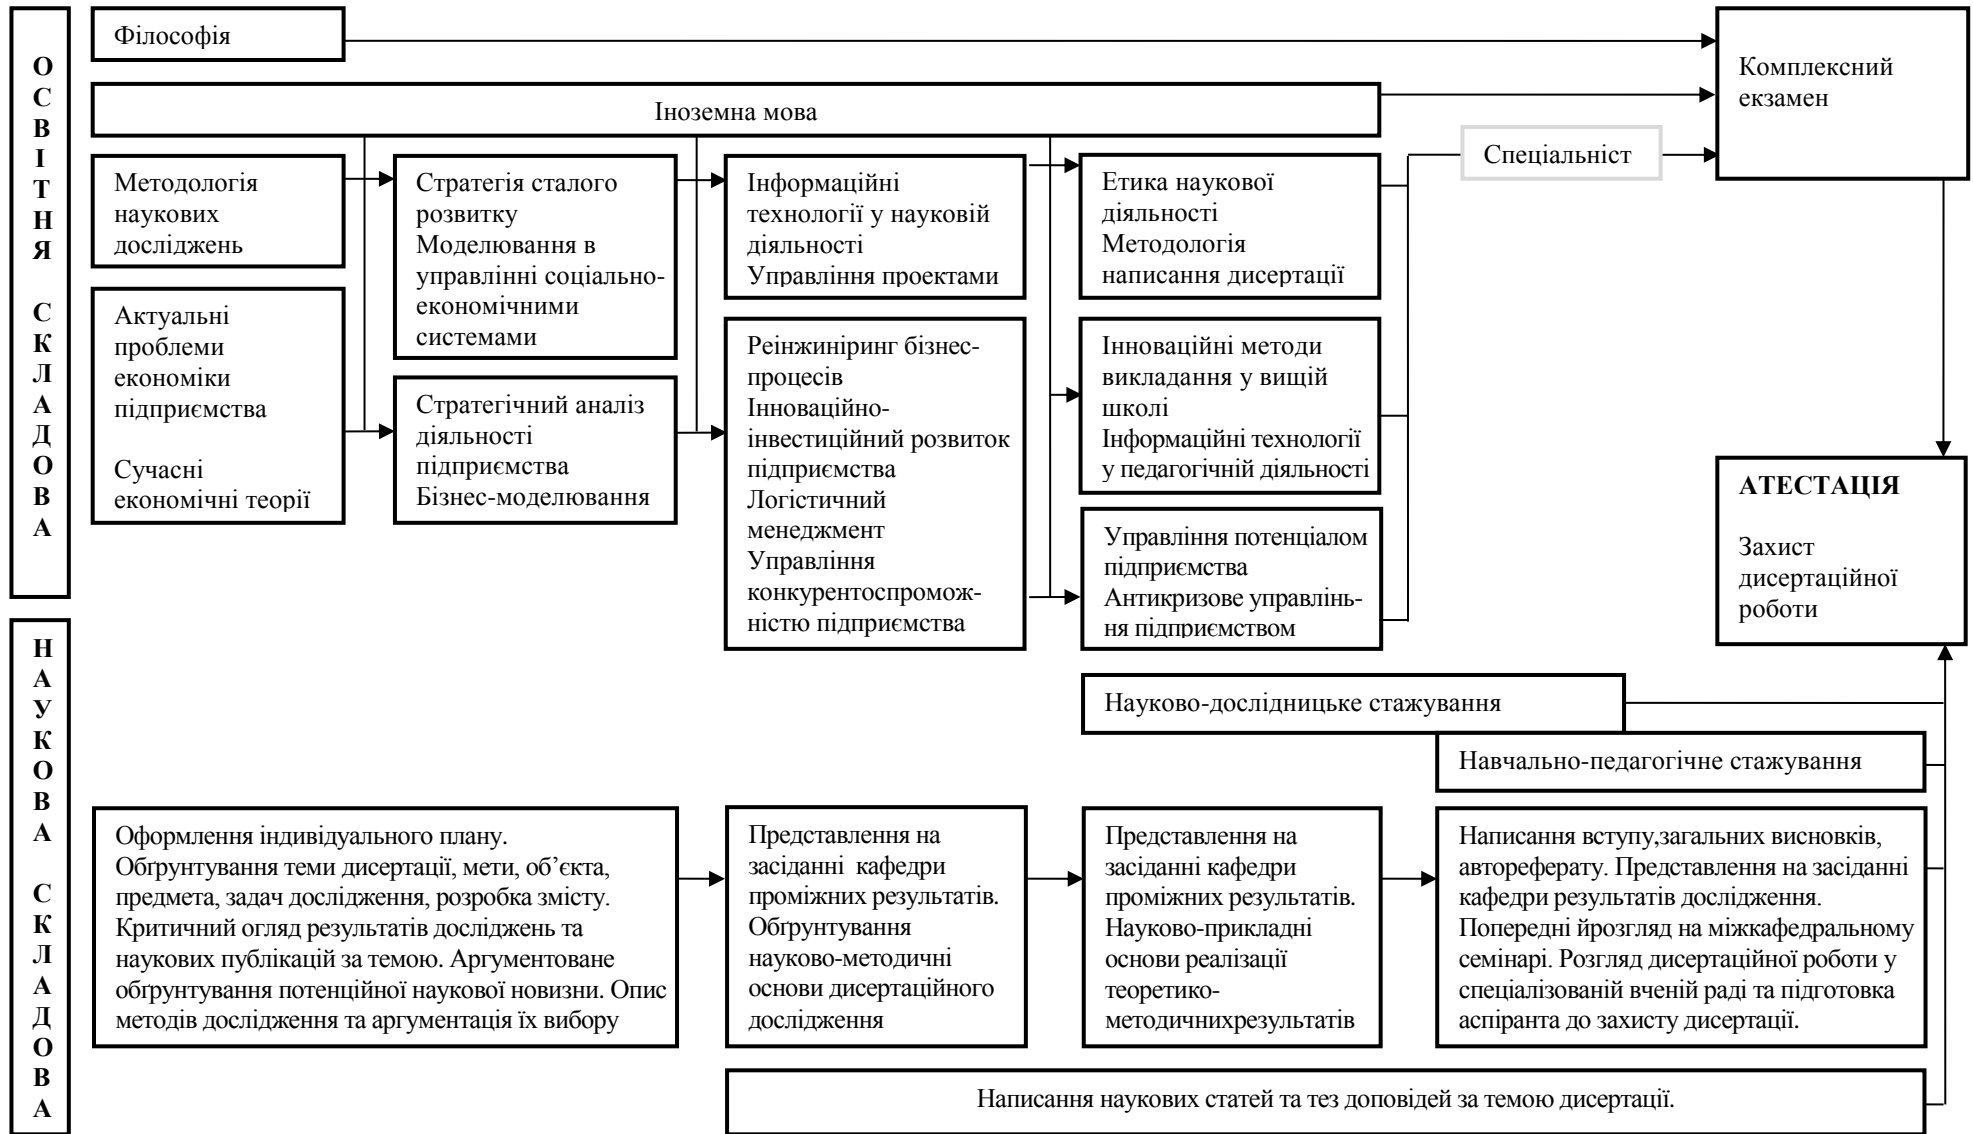 ОСВІТНЯ СКЛАДОВА
Філософія
Іноземна мова
Методологія
наукових
досліджень
Актуальні
проблеми
економіки
підприємства
Сучасні
економічні теорії
Стратегія сталого
розвитку
Моделювання в
управлінні соціально-
економічними
системами
Стратегічний аналіз
діяльності
підприємства
Бізнес-моделювання
Інформаційні
технології у науковій
діяльності
Управління проектами
Реінжиніринг бізнес-
процесів
Інноваційно-
інвестиційний розвиток
підприємства
Логістичний
менеджмент
Управління
конкурентоспромож-
ністю підприємства
Етика наукової
діяльності
Методологія
написання дисертації
Інноваційні методи
викладання у вищій
школі
Інформаційні технології
у педагогічній діяльності
Управління потенціалом
підприємства
Антикризове управлінь-
ня підприємством
Спеціальніст
Комплексний
екзамен
АТЕСТАЦІЯ
Захист
дисертаційної
роботи
НАУКОВА СКЛАДОВА
Науково-дослідницьке стажування
Навчально-педагогічне стажування
Оформлення індивідуального плану.
Обґрунтування теми дисертації, мети, об’єкта,
предмета, задач дослідження, розробка змісту.
Критичний огляд результатів досліджень та
наукових публікацій за темою. Аргументоване
обґрунтування потенційної наукової новизни. Опис
методів дослідження та аргументація їх вибору
Представлення на
засіданні кафедри
проміжних результатів.
Обґрунтування
науково-методичні
основи дисертаційного
дослідження
Представлення на
засіданні кафедри
проміжних результатів.
Науково-прикладні
основи реалізації
теоретико-
методичнихрезультатів
Написання вступу,загальних висновків,
автореферату. Представлення на засіданні
кафедри результатів дослідження.
Попередні йрозгляд на міжкафедральному
семінарі. Розгляд дисертаційної роботи у
спеціалізованій вченій раді та підготовка
аспіранта до захисту дисертації.
Написання наукових статей та тез доповідей за темою дисертації.